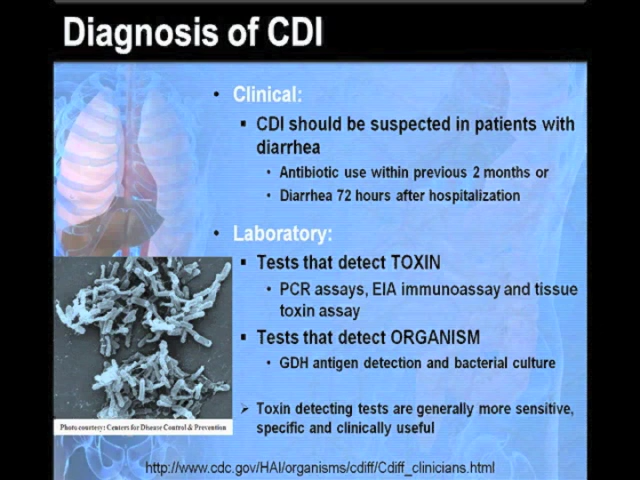 Diagnosis of CDI
• Clinical:
▪ CDI should be suspected in patients with
diarrhea
• Antibiotic use within previous 2 months or
• Diarrhea 72 hours after hospitalization
• Laboratory:
▪ Tests that detect TOXIN
• PCR assays, EIA immunoassay and tissue
toxin assay
▪ Tests that detect ORGANISM
• GDH antigen detection and bacterial culture
➢ Toxin detecting tests are generally more sensitive,
specific and clinically useful
Photo courtesy: Centers for Disease Control & Prevention
http://www.cdc.gov/HAI/organisms/cdiff/Cdiff_clinicians.html